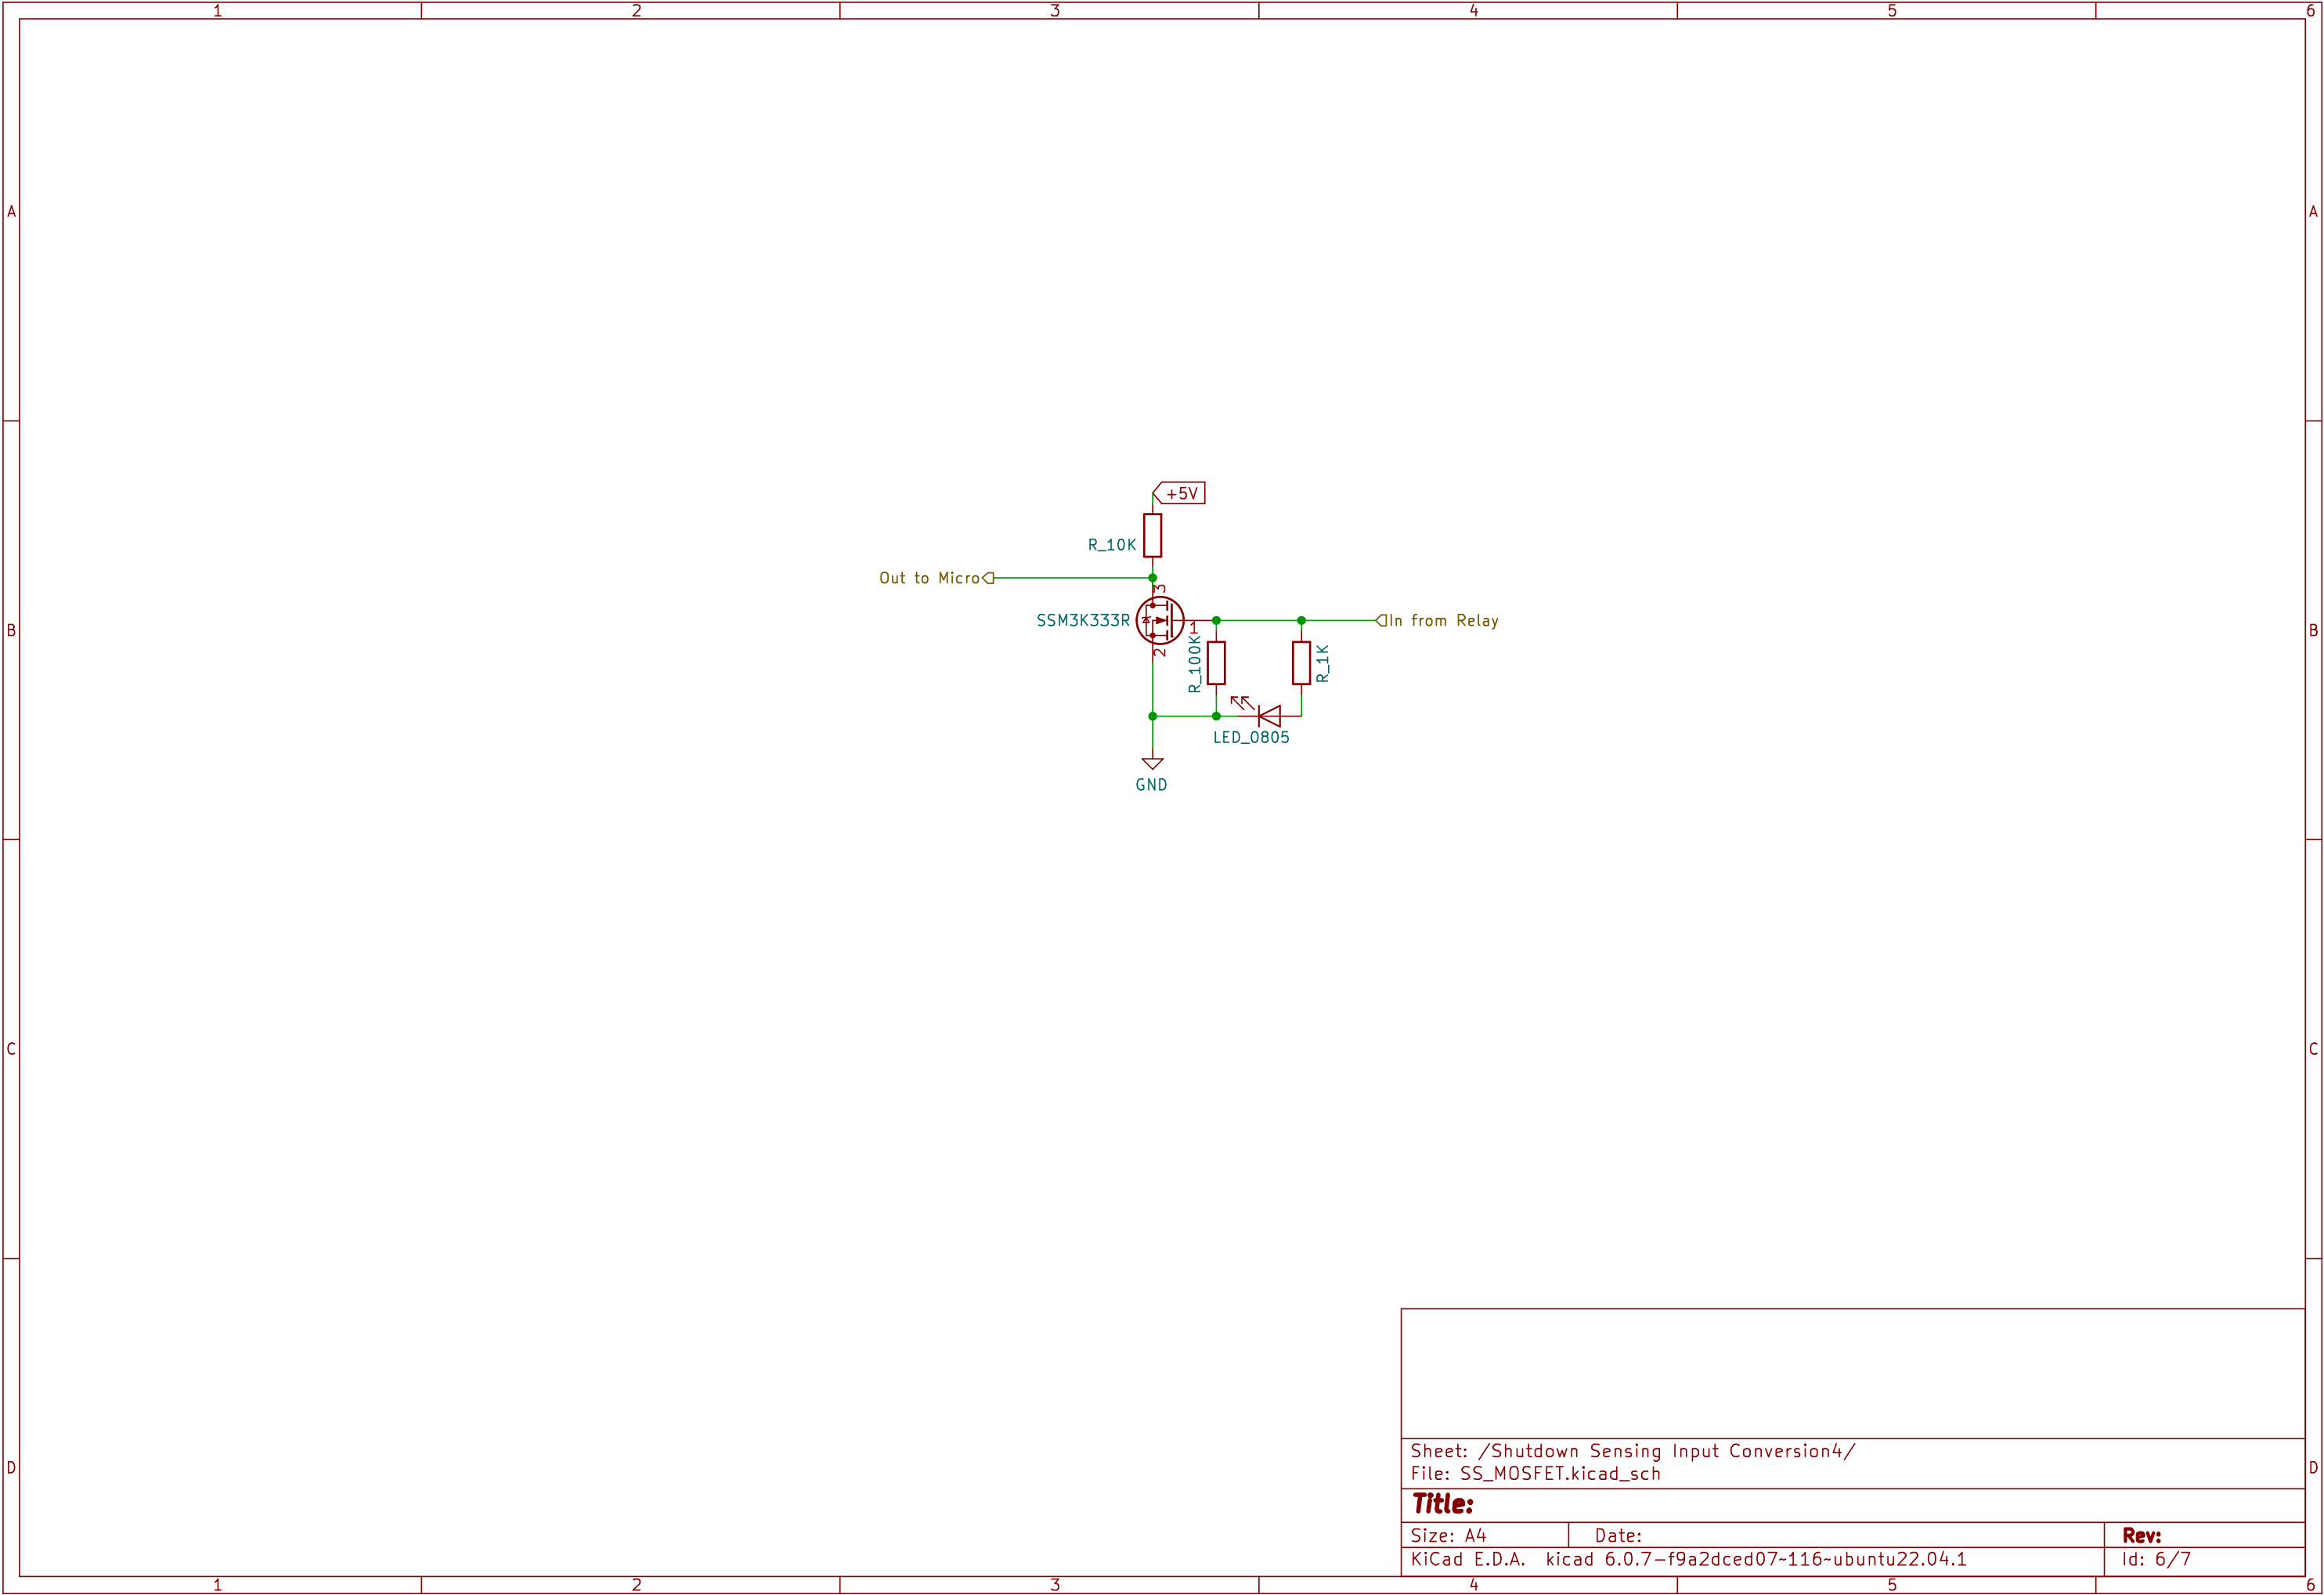 1 2 3 4 5 6
A A
+5V
R_10K
Out to Micro
3
SSM3K333R
1
In from Relay
B B
2
R_100K
R_1K
LED_0805
GND
C C
Sheet: /Shutdown Sensing Input Conversion4/
File: SS_MOSFET.kicad_sch
D D
Title:
Size: A4 Date: Rev:
KiCad E.D.A. kicad 6.0.7-f9a2dced07~116~ubuntu22.04.1 Id: 6/7
1 2 3 4 5 6